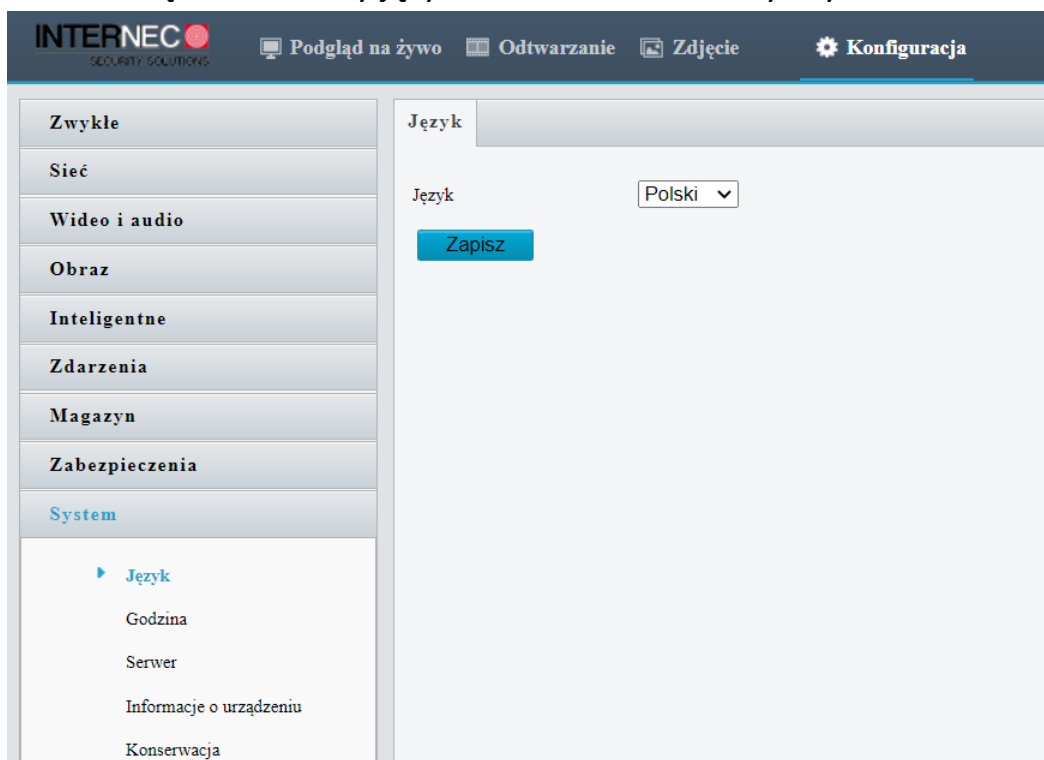 INTERNEC
SECURITY SOLUTIONS
Podgląd na żywo Odtwarzanie Zdjęcie Konfiguracja
Zwykłe
Sieć
Wideo i audio
Obraz
Inteligentne
Zdarzenia
Magazyn
Zabezpieczenia
System
Język
Godzina
Serwer
Informacje o urządzeniu
Konserwacja
Język
Język Polski
Zapisz